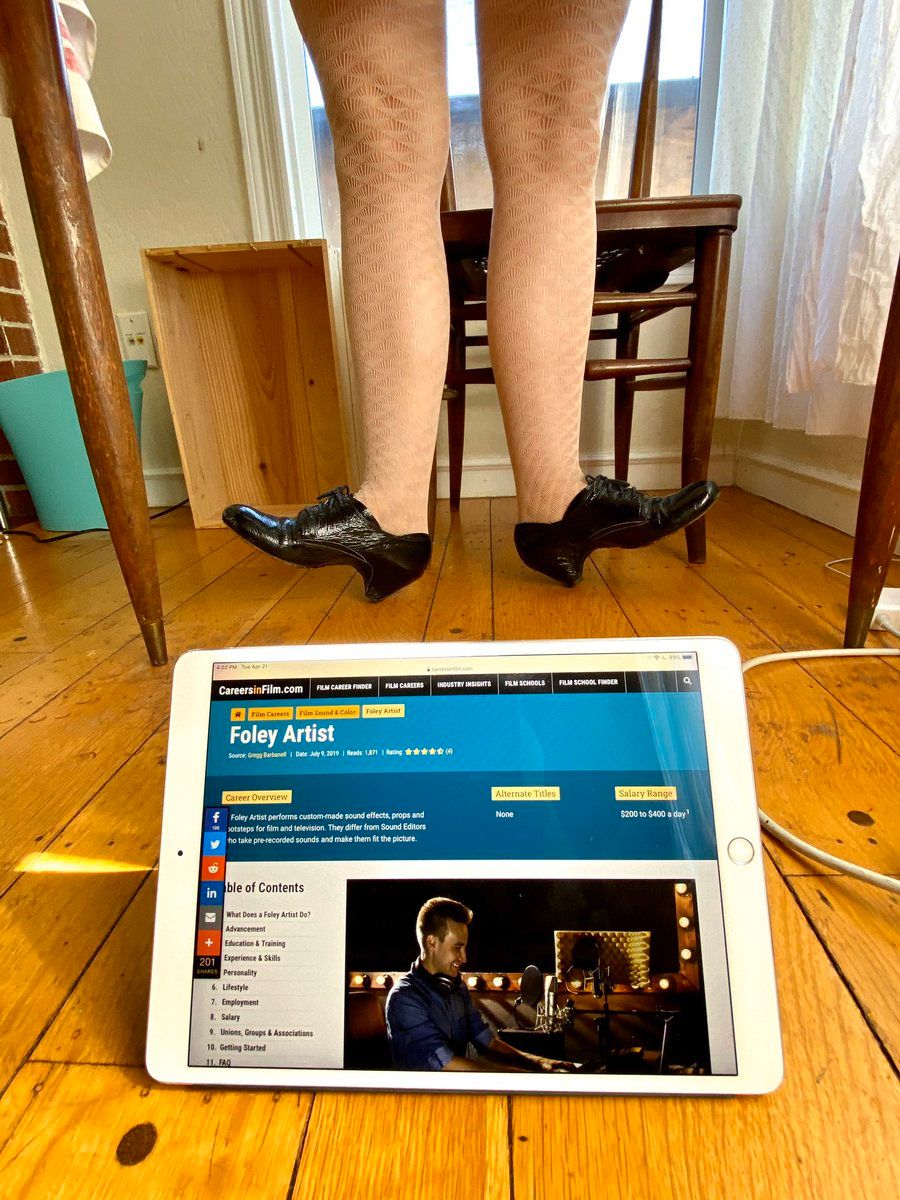 4:02 PM Tue Apr 21
careersinfilm.com
99%
CareersinFilm.com
FILM CAREER FINDER
FILM CAREERS
INDUSTRY INSIGHTS
FILM SCHOOLS
FILM SCHOOL FINDER
Film Careers
Film Sound & Color
Foley Artist
Foley Artist
Source: Gregg Barbanell | Date: July 9, 2019 | Reads: 1,871 | Rating: (4)
Career Overview
Foley Artist performs custom-made sound effects, props and
ootsteps for film and television. They differ from Sound Editors
ho take pre-recorded sounds and make them fit the picture.
Alternate Titles
None
Salary Range
$200 to $400 a day1
196
201
SHARES
ble of Contents
What Does a Foley Artist Do?
Advancement
Education & Training
Experience & Skills
Personality
6. Lifestyle
7. Employment
8. Salary
9. Unions, Groups & Associations
10. Getting Started
11. FAQ